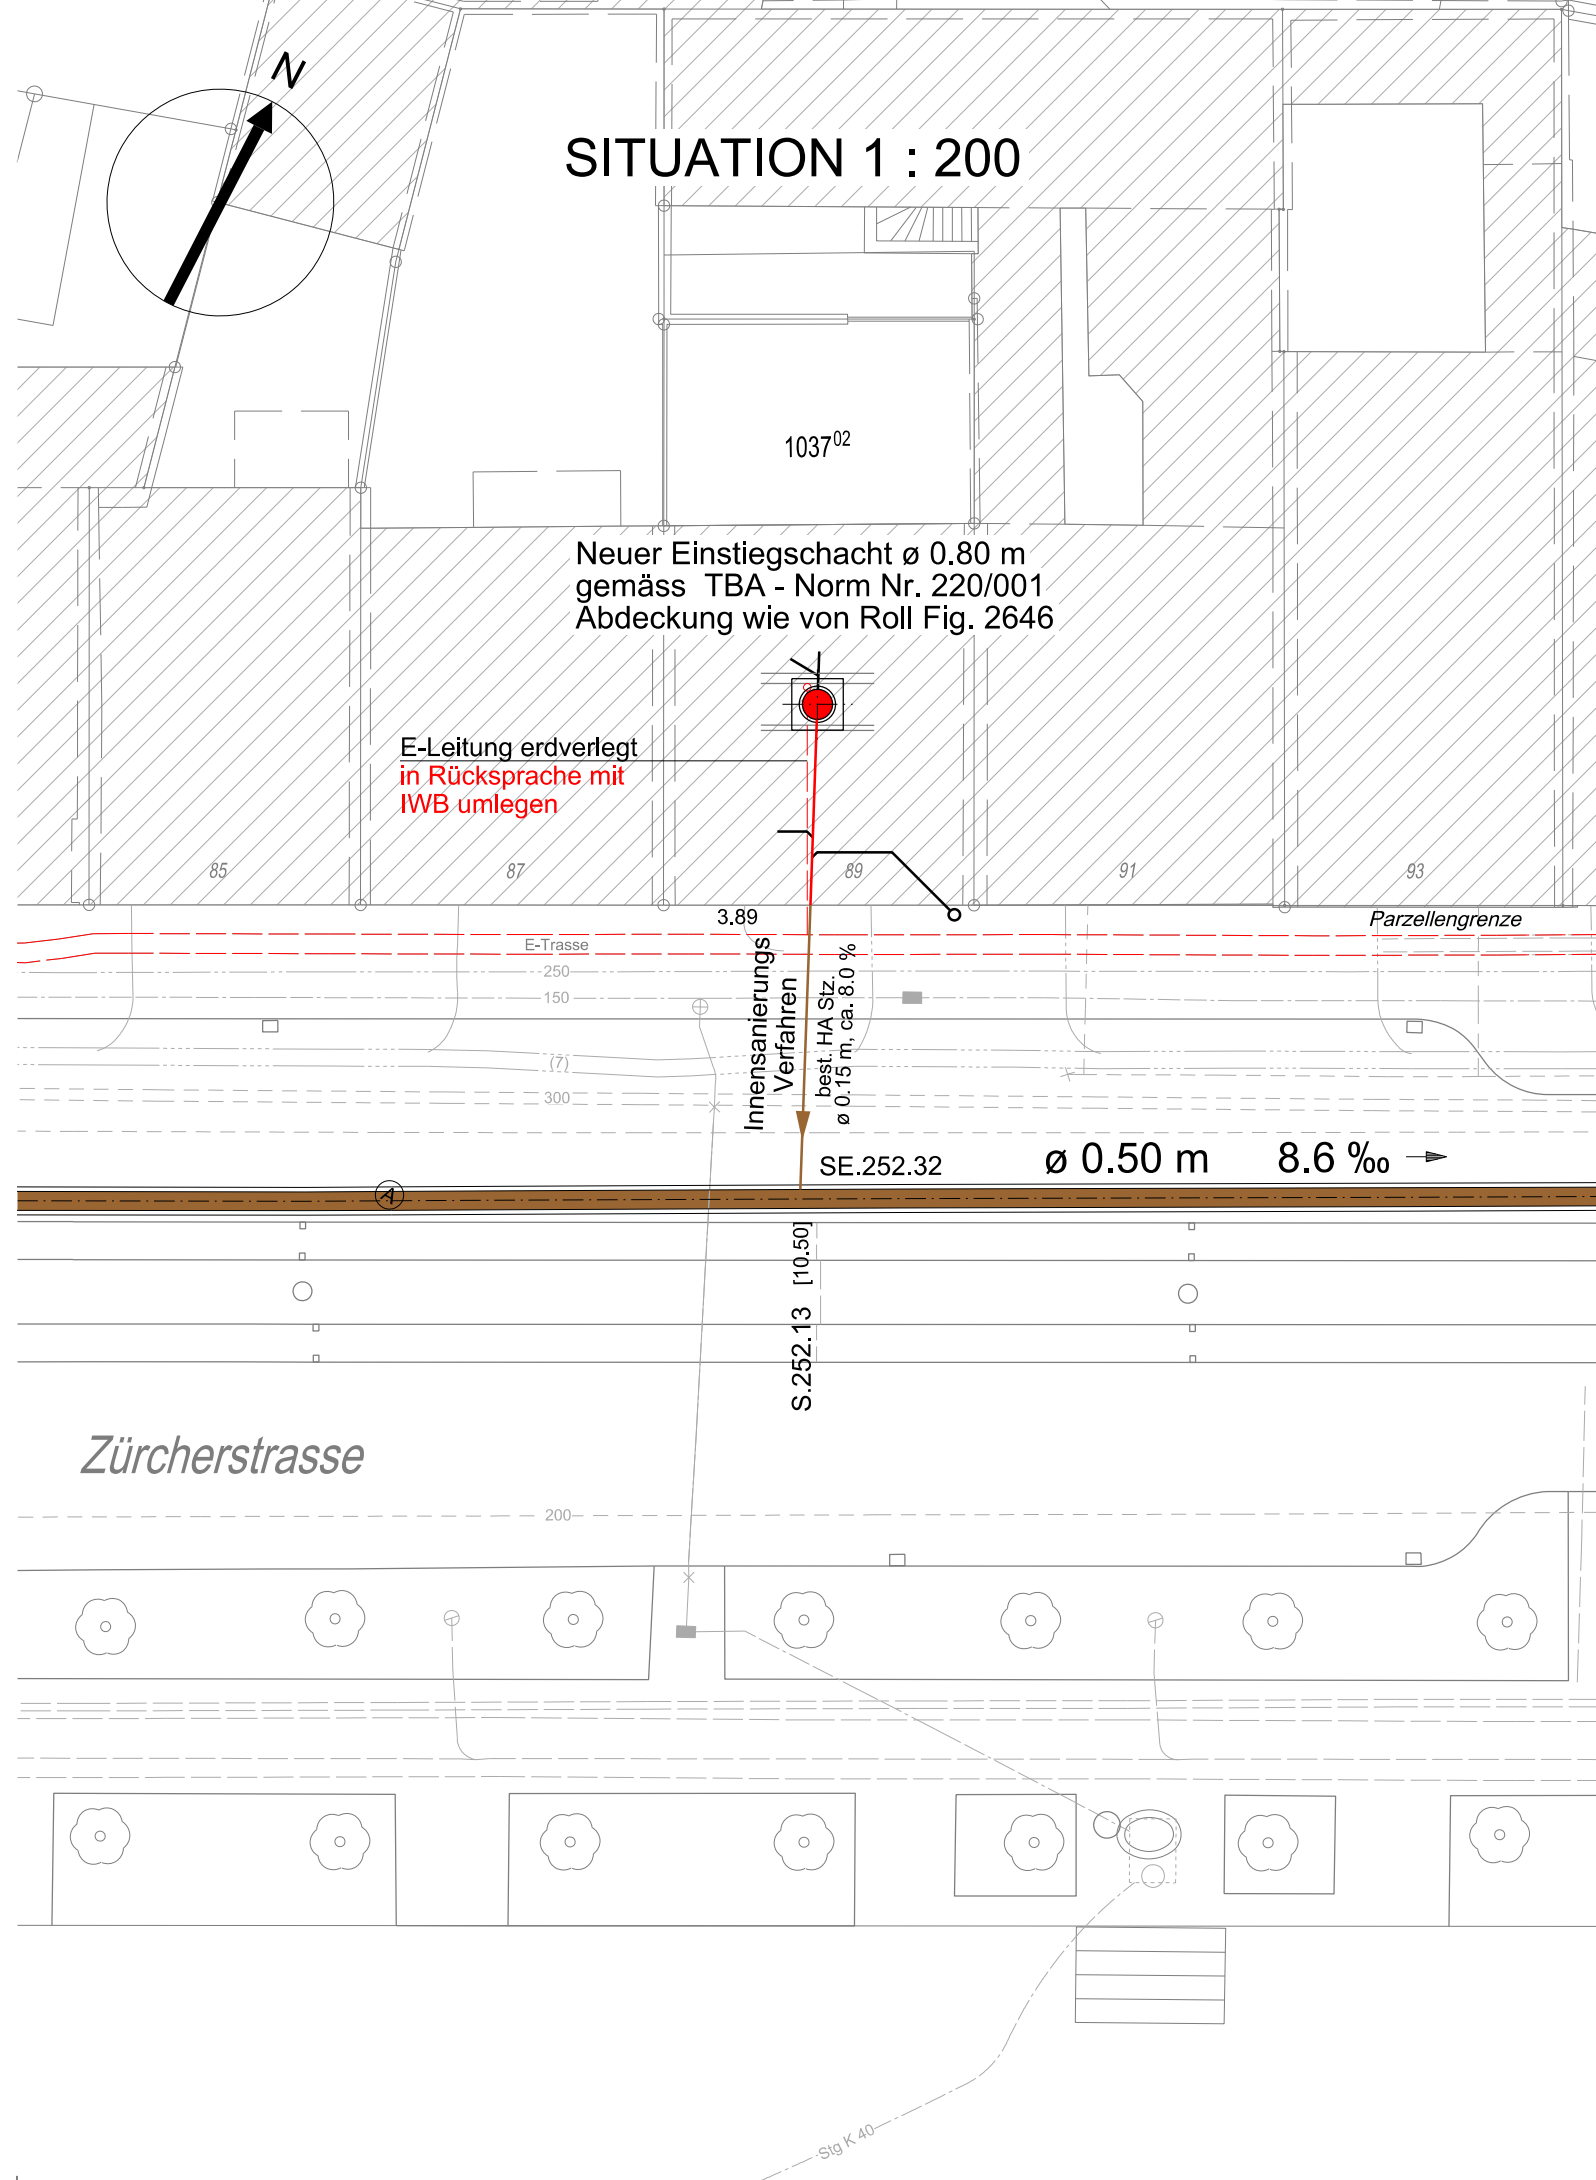 N
SITUATION 1 : 200
1037⁰²
Neuer Einstiegschacht ø 0.80 m
gemäss TBA - Norm Nr. 220/001
Abdeckung wie von Roll Fig. 2646
E-Leitung erdverlegt
in Rücksprache mit
IWB umlegen
85
87
89
91
93
3.89
Parzellengrenze
E-Trasse
250
150
(7)
300
Innensanierungs
Verfahren
best. HA Stz.
ø 0.15 m, ca. 8.0 %
SE.252.32
ø 0.50 m 8.6 ‰
A
S.252.13 [10.50]
Zürcherstrasse
200
Stg K 40